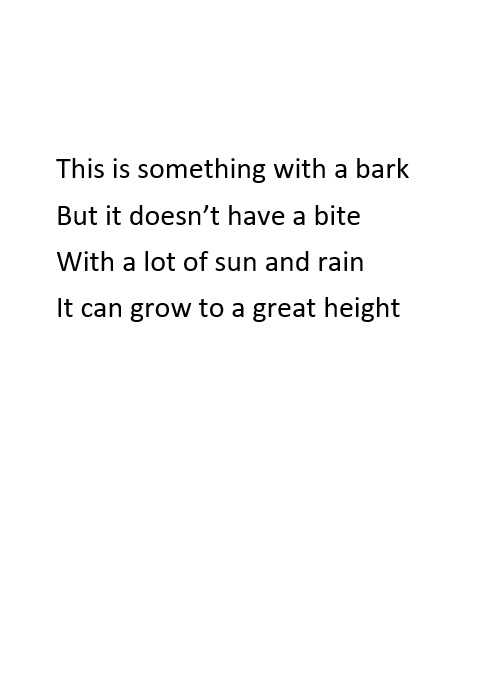 This is something with a bark
But it doesn’t have a bite
With a lot of sun and rain
It can grow to a great height